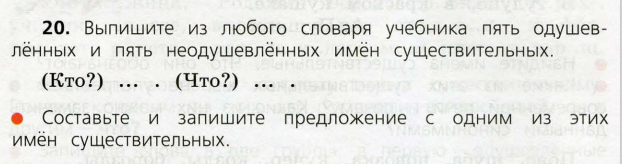 20. Выпишите из любого словаря учебника пять одушев-
лённых и пять неодушевлённых имён существительных.
(Кто?) ... . (Что?) ... .
● Составьте и запишите предложение с одним из этих
имён существительных.